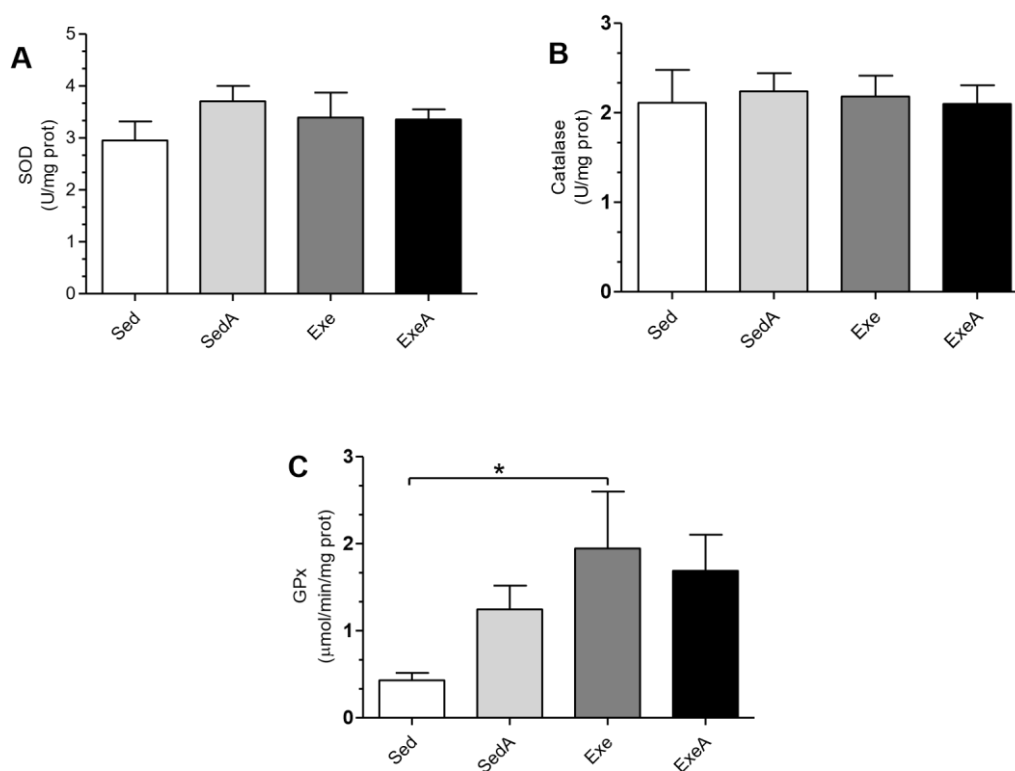 A
SOD
(U/mg prot)
5
4
3
2
1
0
Sed
SedA
Exe
ExeA
B
Catalase
(U/mg prot)
3
2
1
0
Sed
SedA
Exe
ExeA
C
GPx
(µmol/min/mg prot)
3
2
1
0
*
Sed
SedA
Exe
ExeA